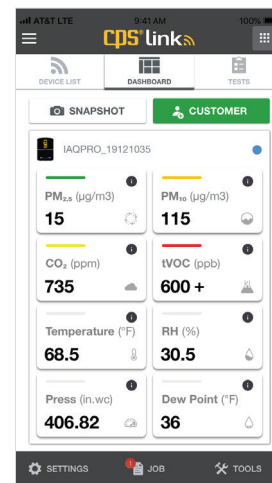 AT&T LTE 9:41 AM 100%
CPS® link
DEVICE LIST DASHBOARD TESTS
SNAPSHOT CUSTOMER
IAQPRO_19121035
PM2.5 (µg/m3) PM10 (µg/m3)
15 115
CO2 (ppm) tVOC (ppb)
735 600 +
Temperature (°F) RH (%)
68.5 30.5
Press (in.wc) Dew Point (°F)
406.82 36
SETTINGS 1 JOB TOOLS